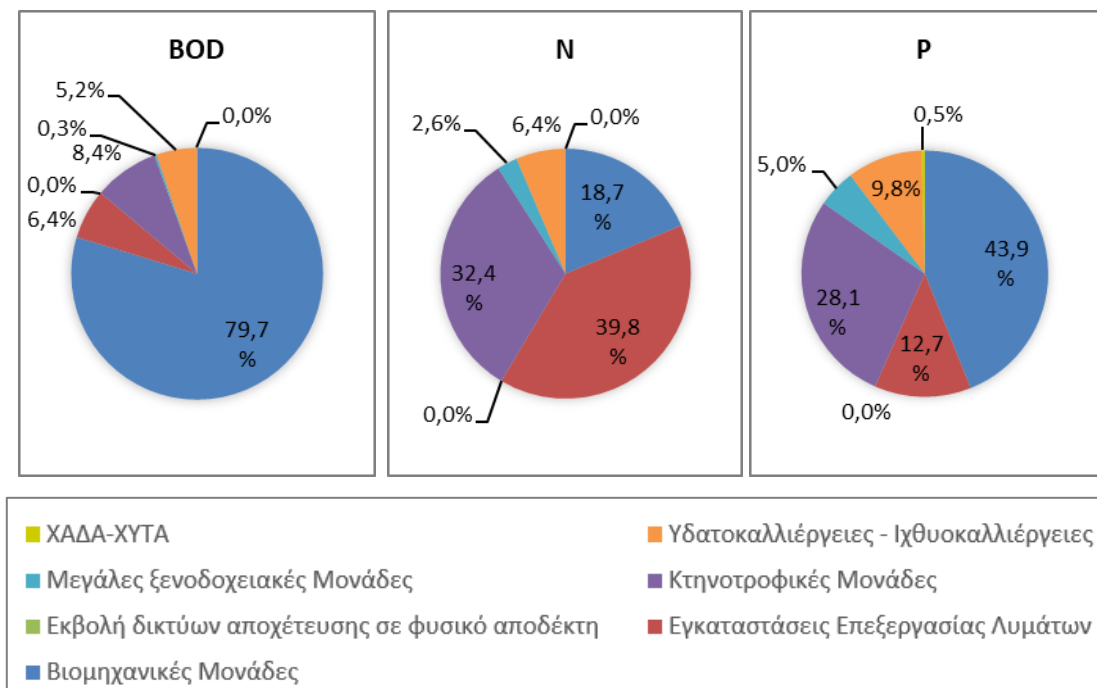 BOD
5,2%
0,0%
0,3%
8,4%
0,0%
6,4%
79,7
%
N
2,6%
6,4%
0,0%
18,7
%
32,4
%
39,8
%
0,0%
P
0,5%
5,0%
9,8%
43,9
%
28,1
%
12,7
%
0,0%
ΧΑΔΑ-ΧΥΤΑ
Υδατοκαλλιέργειες - Ιχθυοκαλλιέργειες
Μεγάλες ξενοδοχειακές Μονάδες
Κτηνοτροφικές Μονάδες
Εκβολή δικτύων αποχέτευσης σε φυσικό αποδέκτη
Εγκαταστάσεις Επεξεργασίας Λυμάτων
Βιομηχανικές Μονάδες